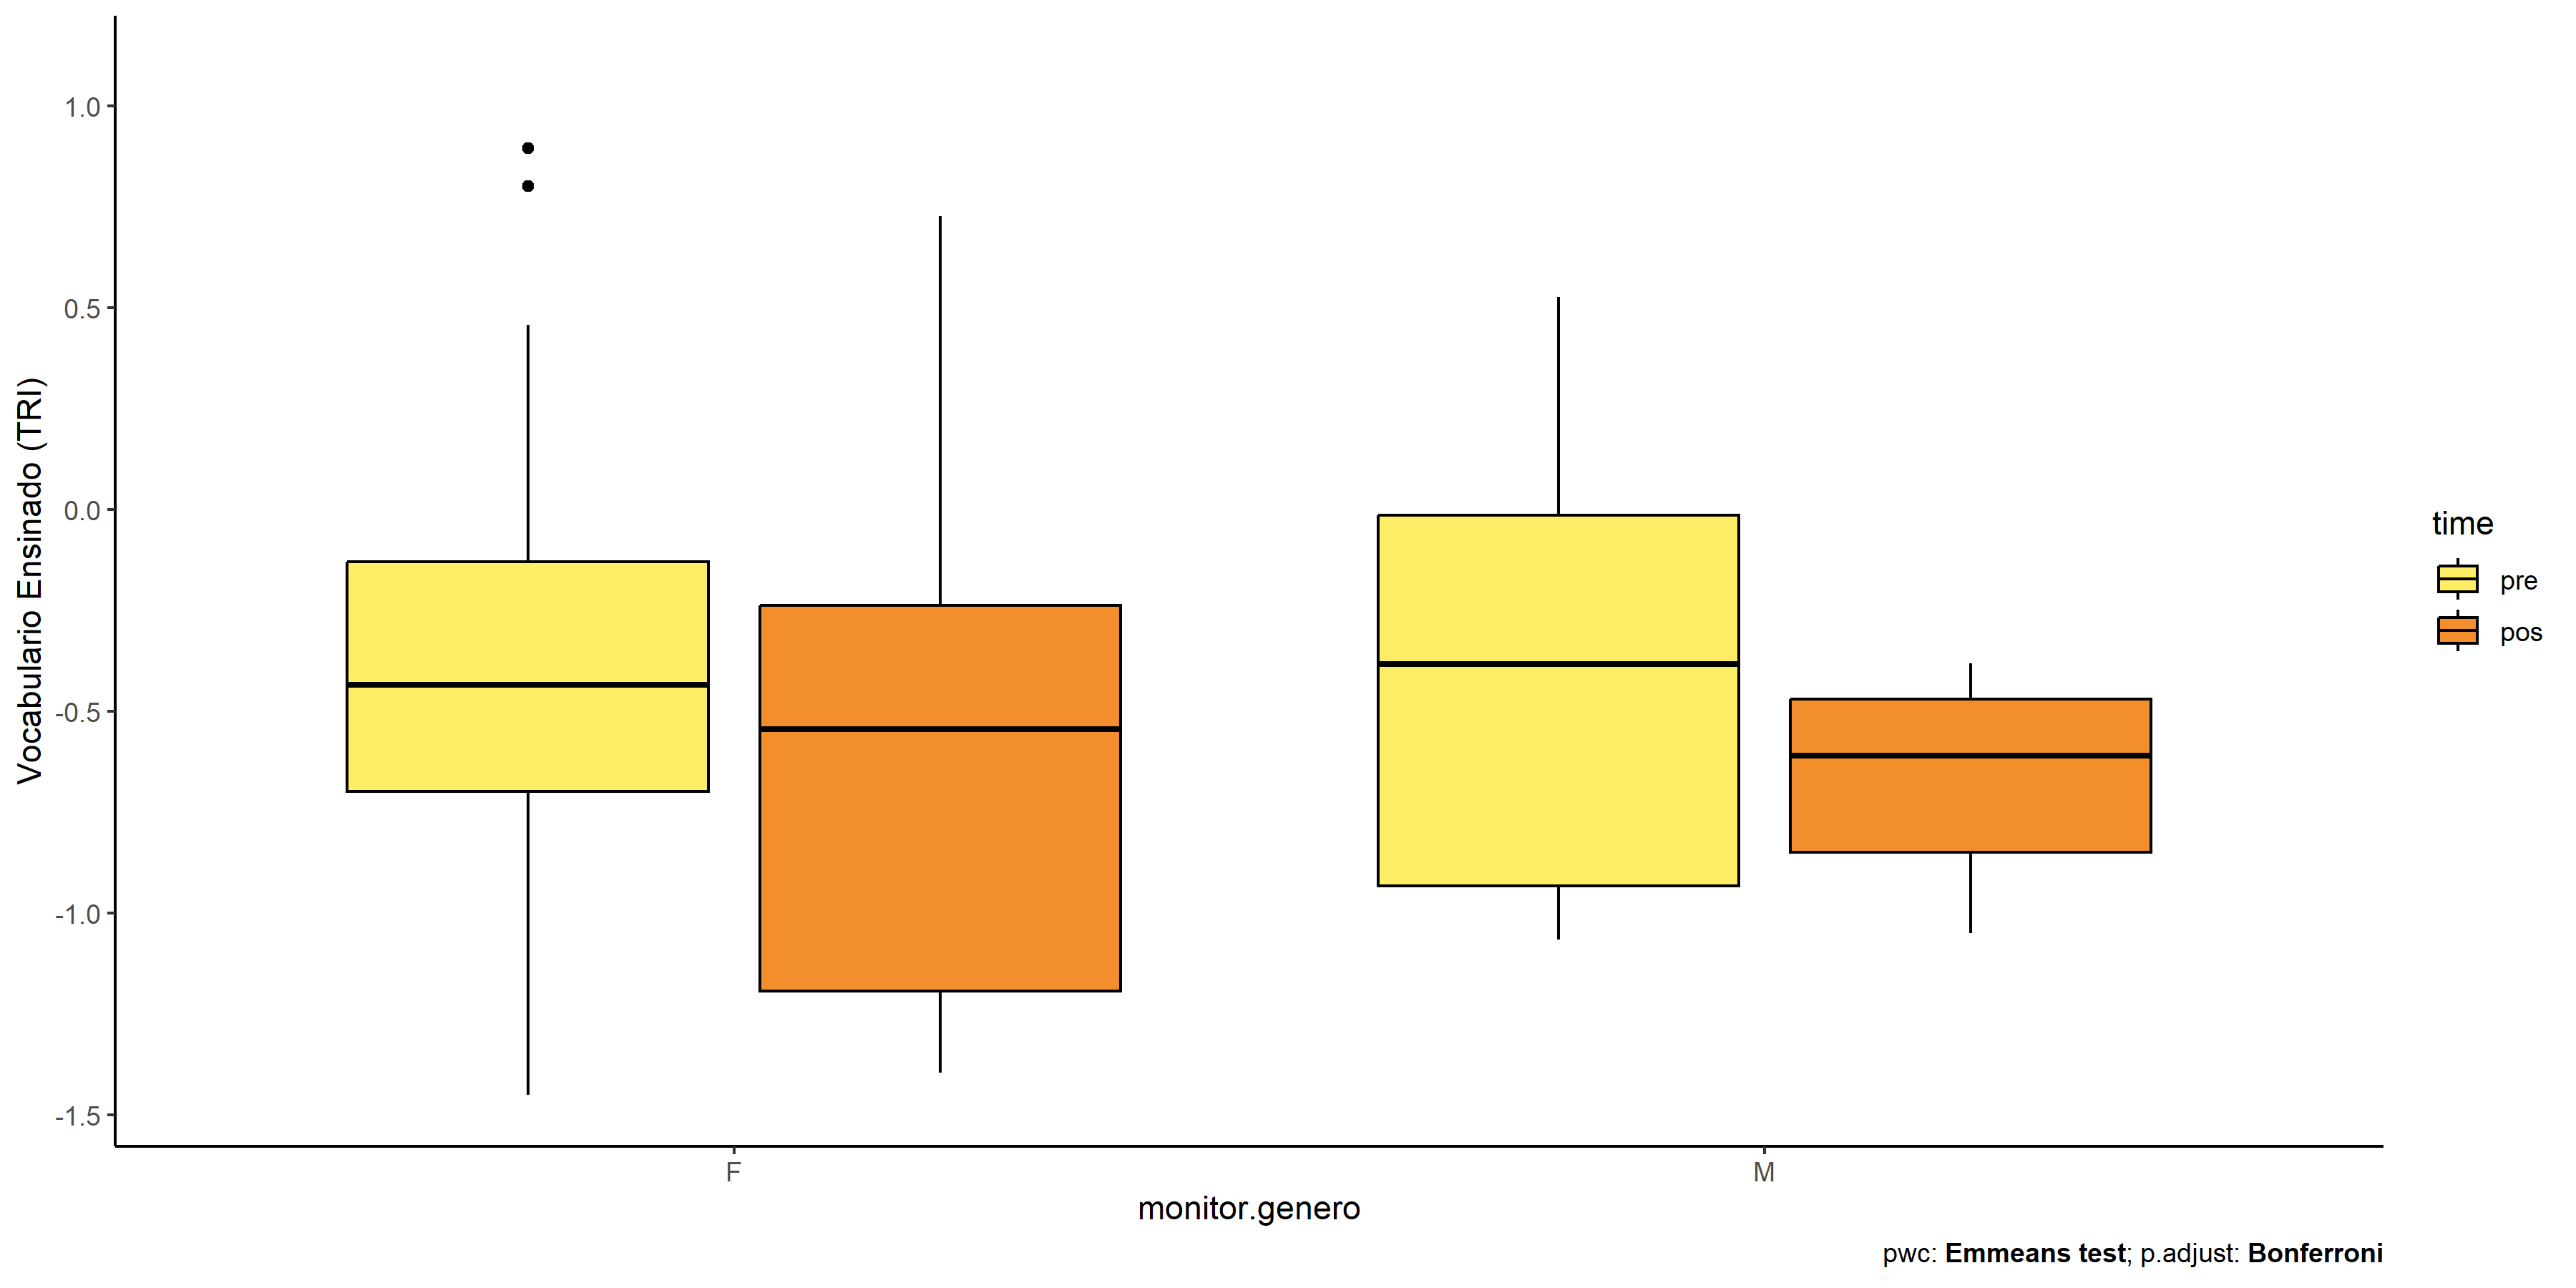 Vocabulario Ensinado (TRI)
1.0
0.5
0.0
-0.5
-1.0
-1.5
F
M
monitor.genero
time
pre
pos
pwc: Emmeans test; p.adjust: Bonferroni